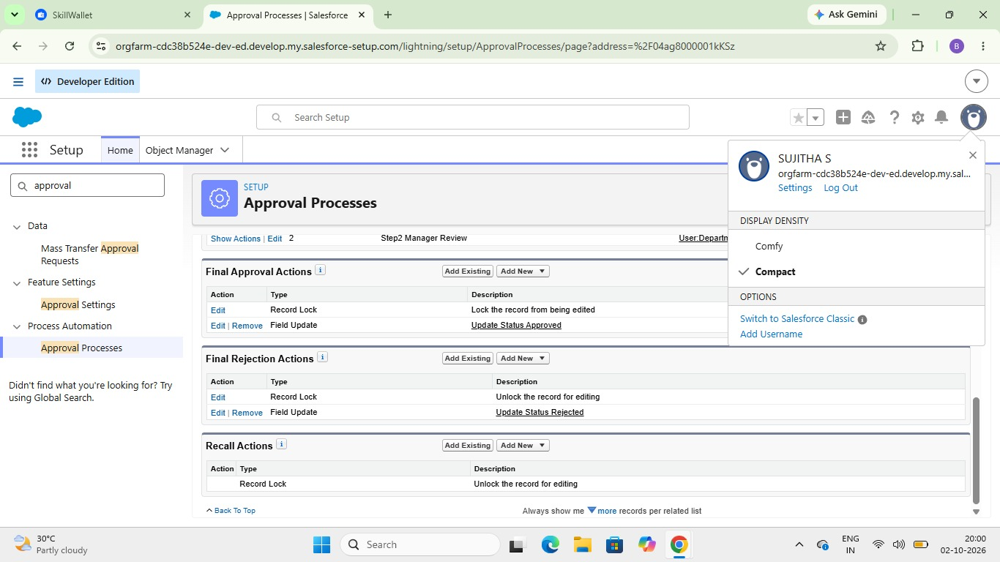 SkillWallet
Approval Processes | Salesforce
Ask Gemini
orgfarm-cdc38b524e-dev-ed.develop.my.salesforce-setup.com/lightning/setup/ApprovalProcesses/page?address=%2F04ag8000001kKSz
B
Developer Edition
Search Setup
Setup
Home
Object Manager
SUJITHA S
orgfarm-cdc38b524e-dev-ed.develop.my.sal...
Settings
Log Out
DISPLAY DENSITY
Comfy
Compact
OPTIONS
Switch to Salesforce Classic
Add Username
approval
Data
Mass Transfer Approval
Requests
Feature Settings
Approval Settings
Process Automation
Approval Processes
Didn't find what you're looking for? Try
using Global Search.
SETUP
Approval Processes
Show Actions | Edit 2 Step2 Manager Review User:Departm
Final Approval Actions i Add Existing Add New
Action Type Description
Edit Record Lock Lock the record from being edited
Edit | Remove Field Update Update Status Approved
Final Rejection Actions i Add Existing Add New
Action Type Description
Edit Record Lock Unlock the record for editing
Edit | Remove Field Update Update Status Rejected
Recall Actions i Add Existing Add New
Action Type Description
Record Lock Unlock the record for editing
Back To Top
Always show me more records per related list
30°C
Partly cloudy
Search
ENG
IN
20:00
02-10-2026